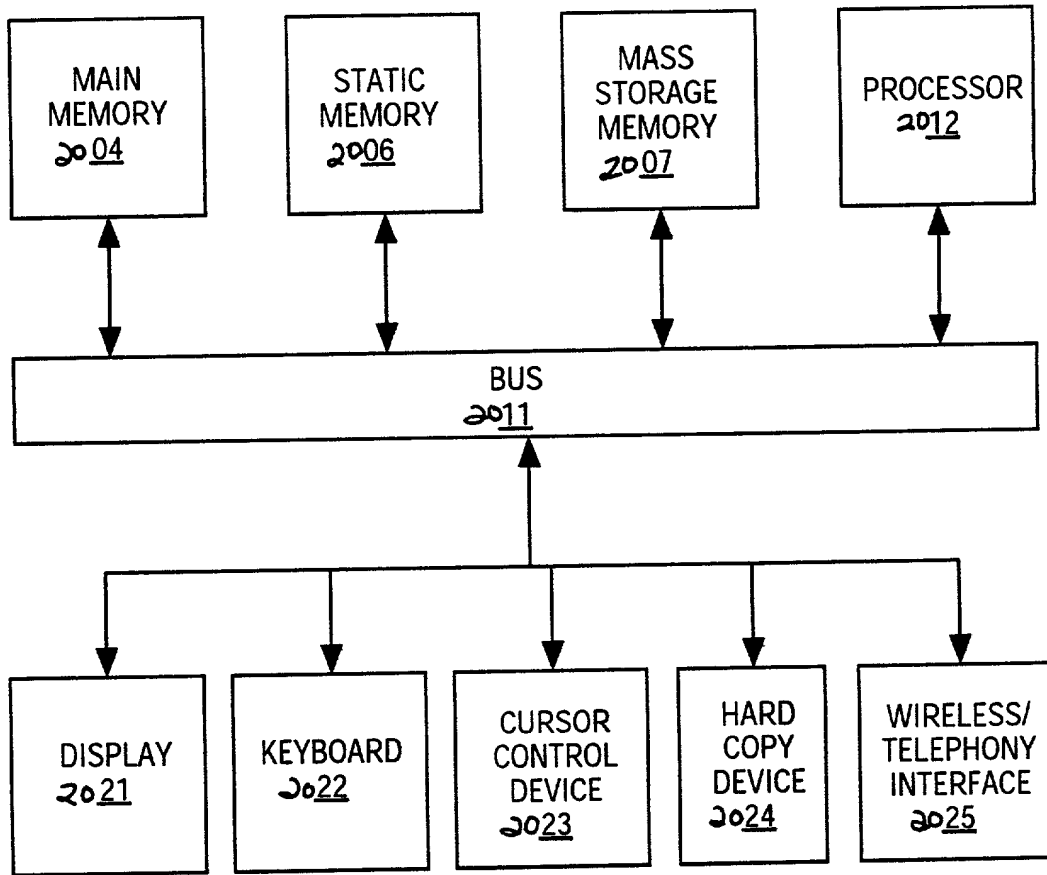 MAIN
MEMORY
2004
STATIC
MEMORY
2006
MASS
STORAGE
MEMORY
2007
PROCESSOR
2012
BUS
2011
DISPLAY
2021
KEYBOARD
2022
CURSOR
CONTROL
DEVICE
2023
HARD
COPY
DEVICE
2024
WIRELESS/
TELEPHONY
INTERFACE
2025